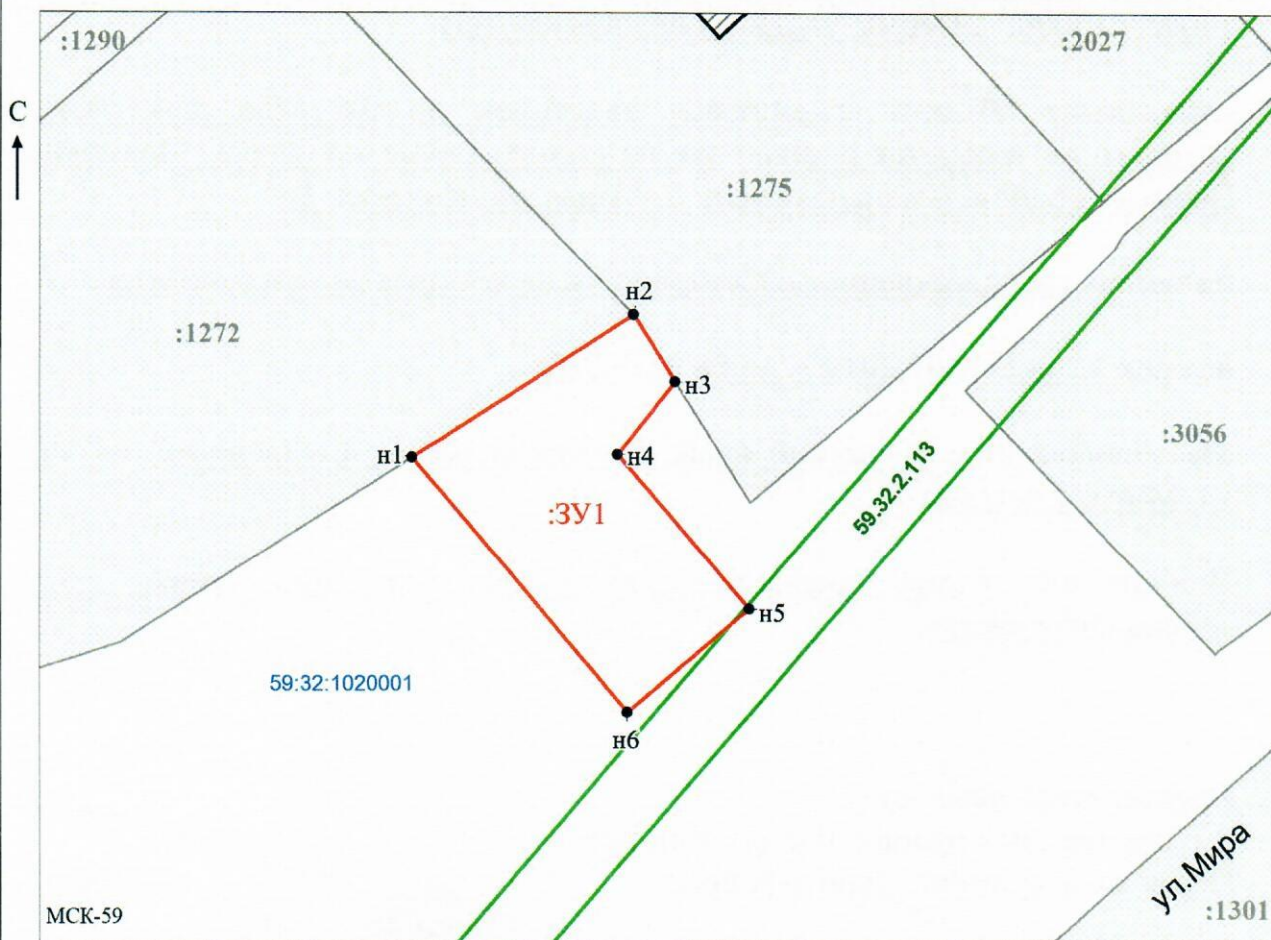 :1290
:2027
С
:1275
н2
:1272
н3
:3056
н1
н4
59.32.2.113
:ЗУ1
н5
59:32:1020001
н6
ул.Мира
МСК-59
:1301